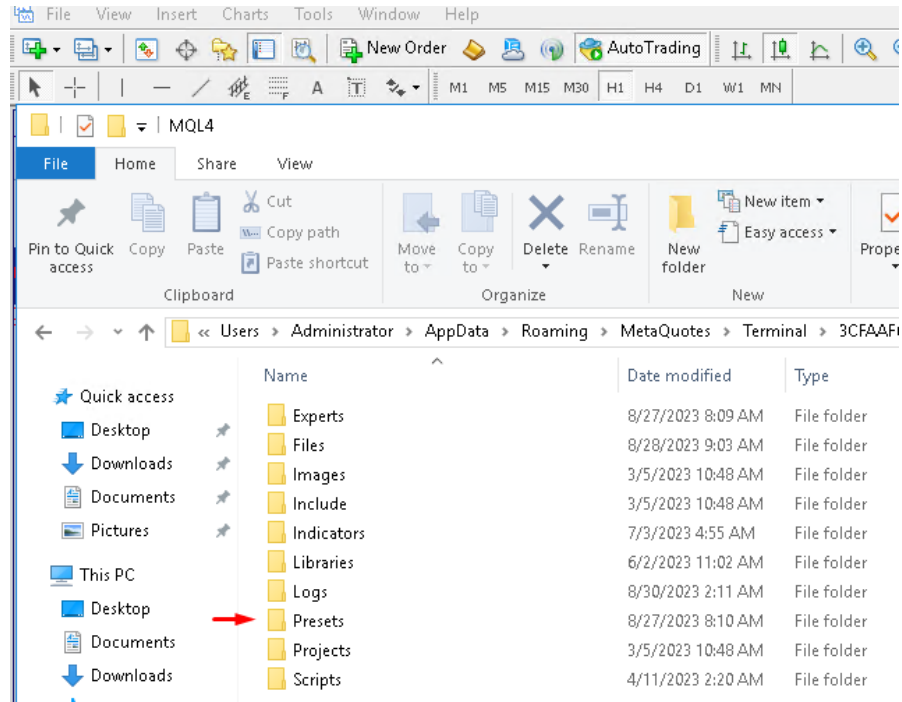 File View Insert Charts Tools Window Help
New Order AutoTrading
E F A T M1 M5 M15 M30 H1 H4 D1 W1 MN
MQL4
File Home Share View
Pin to Quick access
Copy
Paste
Cut
Copy path
Paste shortcut
Clipboard
Move to
Copy to
Delete
Rename
Organize
New folder
New item
Easy access
New
« Users > Administrator > AppData > Roaming > MetaQuotes > Terminal >
Name Date modified Type
Quick access
Desktop
Downloads
Documents
Pictures
This PC
Desktop
Documents
Downloads
Experts 8/27/2023 8:09 AM File folder
Files 8/28/2023 9:03 AM File folder
Images 3/5/2023 10:48 AM File folder
Include 3/5/2023 10:48 AM File folder
Indicators 7/3/2023 4:55 AM File folder
Libraries 6/2/2023 11:02 AM File folder
Logs 8/30/2023 2:11 AM File folder
Presets 8/27/2023 8:10 AM File folder
Projects 3/5/2023 10:48 AM File folder
Scripts 4/11/2023 2:20 AM File folder